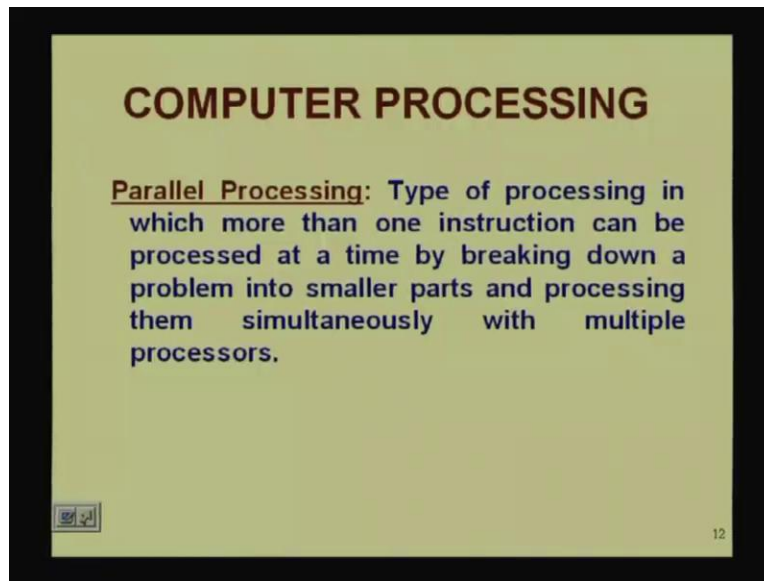 COMPUTER PROCESSING
Parallel Processing: Type of processing in
which more than one instruction can be
processed at a time by breaking down a
problem into smaller parts and processing
them simultaneously with multiple
processors.
12